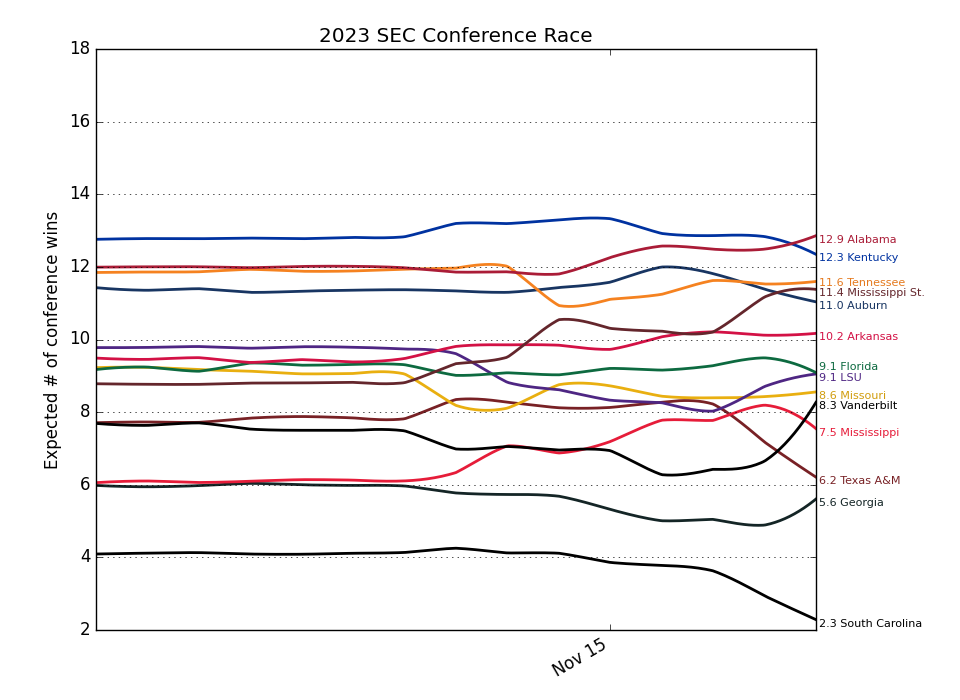 2023 SEC Conference Race
Expected # of conference wins
18
16
14
12
10
8
6
4
2
Nov 15
12.9 Alabama
12.3 Kentucky
11.6 Tennessee
11.4 Mississippi St.
11.0 Auburn
10.2 Arkansas
9.1 Florida
9.1 LSU
8.6 Missouri
8.3 Vanderbilt
7.5 Mississippi
6.2 Texas A&M
5.6 Georgia
2.3 South Carolina